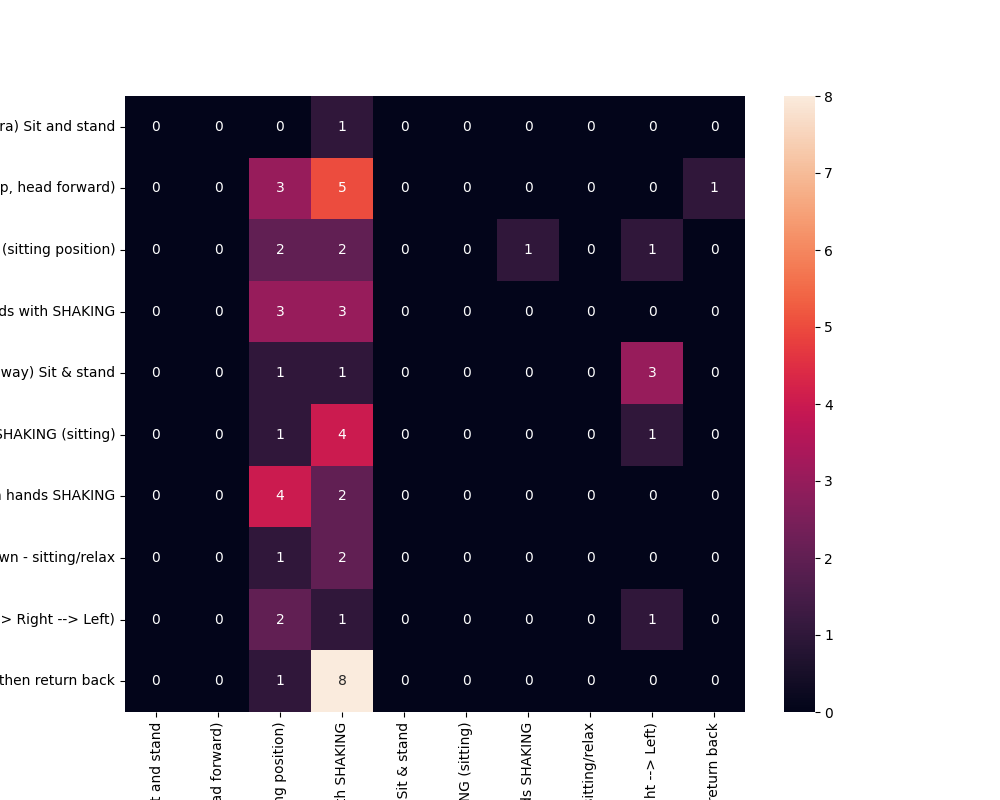 ra) Sit and stand 0 0 0 1 0 0 0 0 0 0
p, head forward) 0 0 3 5 0 0 0 0 0 1
(sitting position) 0 0 2 2 0 0 1 0 1 0
ds with SHAKING 0 0 3 3 0 0 0 0 0 0
way) Sit & stand 0 0 1 1 0 0 0 0 3 0
SHAKING (sitting) 0 0 1 4 0 0 0 0 1 0
hands SHAKING 0 0 4 2 0 0 0 0 0 0
wn - sitting/relax 0 0 1 2 0 0 0 0 0 0
> Right --> Left) 0 0 2 1 0 0 0 0 1 0
then return back 0 0 1 8 0 0 0 0 0 0
t and stand
ad forward)
ng position)
th SHAKING
Sit & stand
NG (sitting)
ds SHAKING
sitting/relax
ht --> Left)
return back
8
7
6
5
4
3
2
1
0